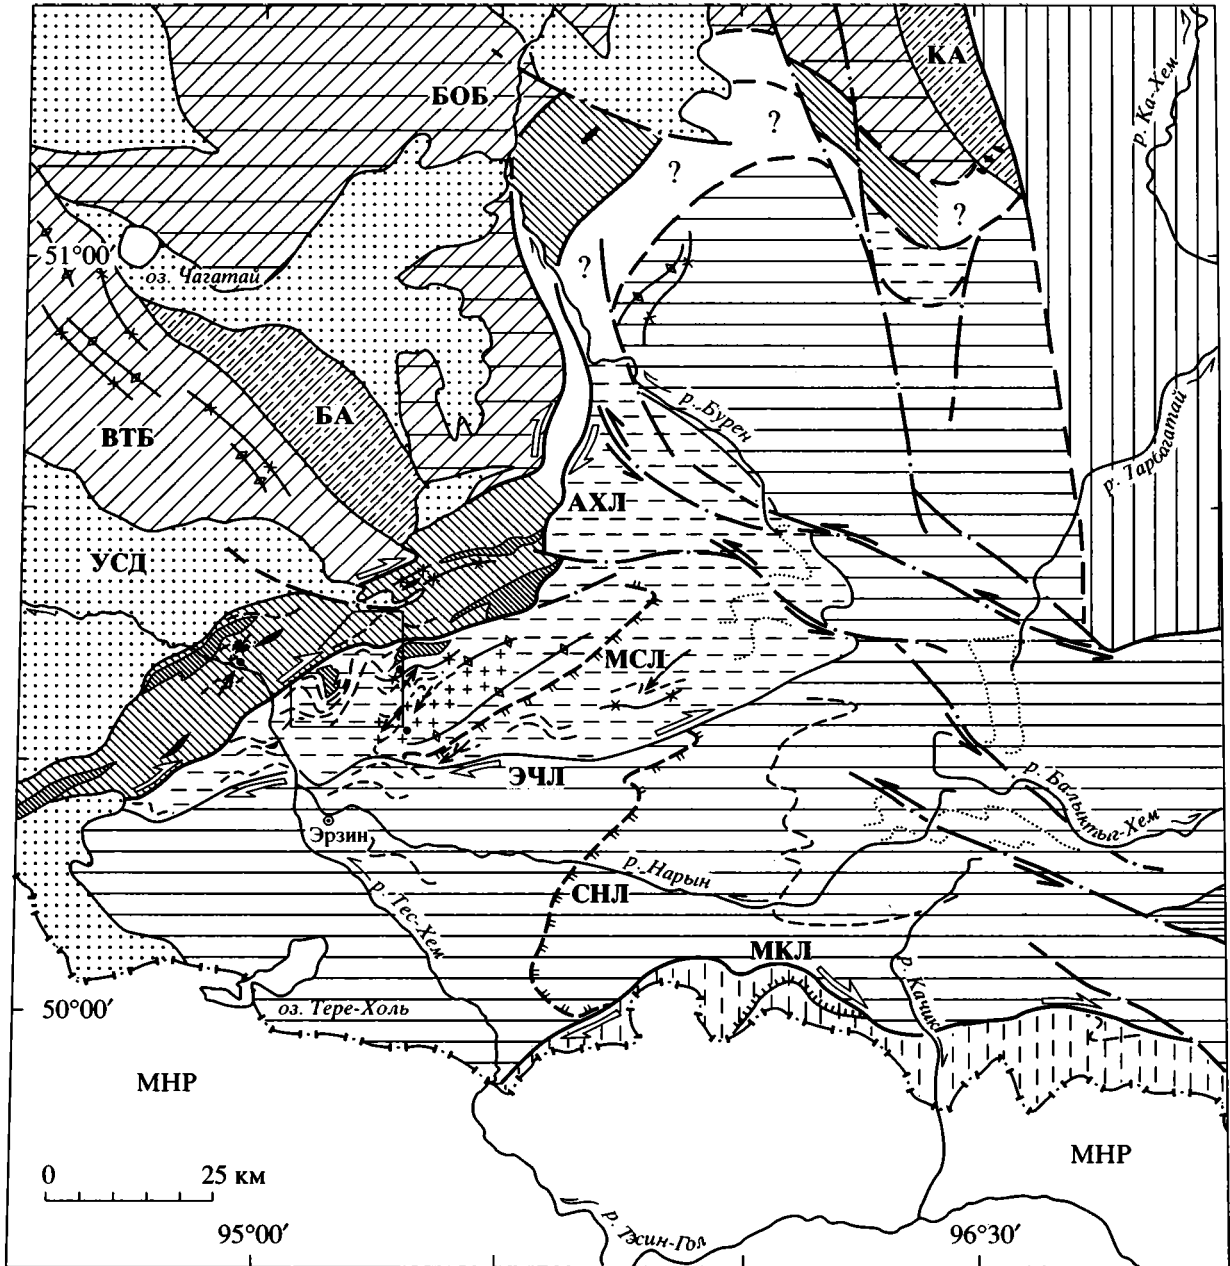 КА
БОБ
р. Ка-Хем
?
?
?
?
51°00′
оз. Чагатай
р. Бурен
БА
ВТБ
р. Тарбагатай
АХЛ
УСД
МСЛ
ЭЧЛ
р. Балыктыг-Хем
Эрзин
р. Нарын
СНЛ
р. Тес-Хем
МКЛ
р. Качик
50°00′
оз. Тере-Холь
МНР
МНР
0 25 км
р. Тэсин-Гол
95°00′
96°30′